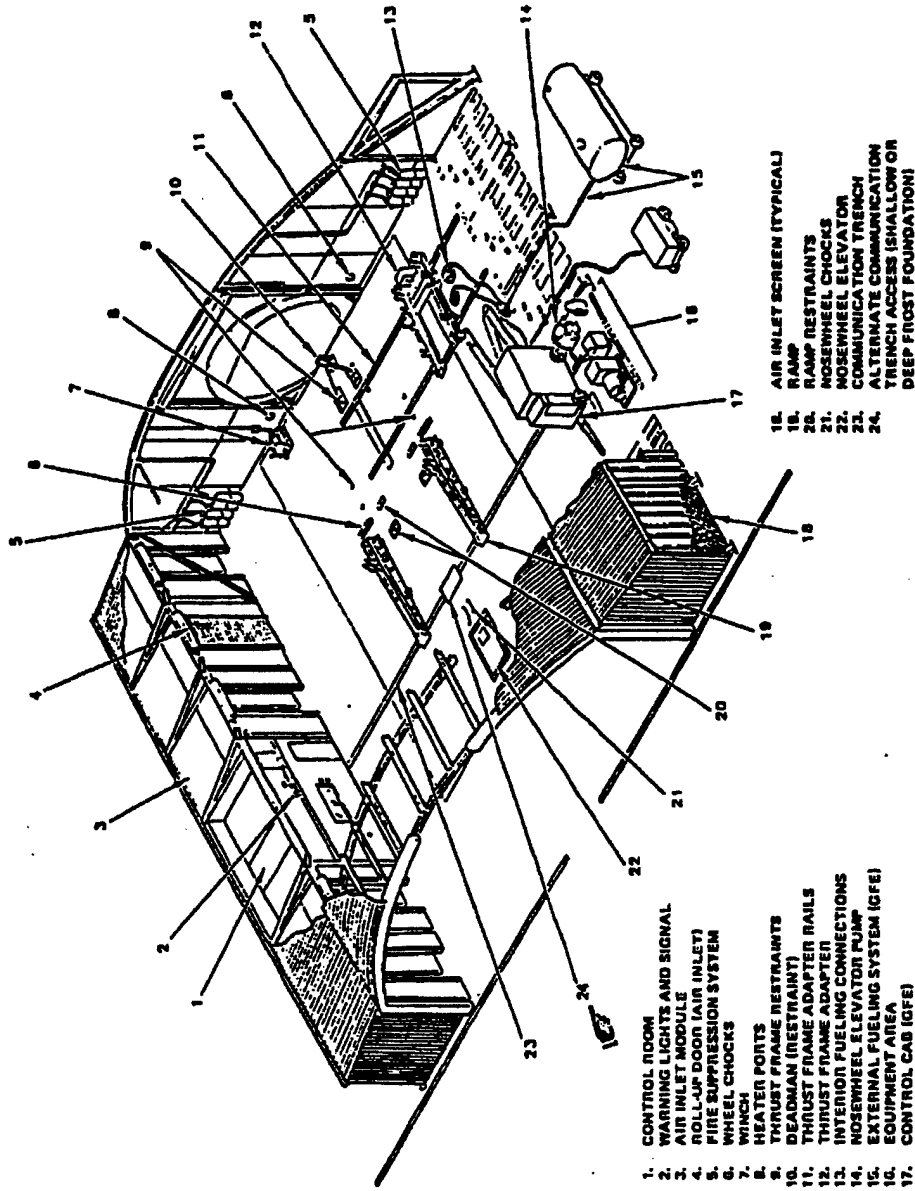 1
2
3
4
5
6
7
8
9
10
11
8
12
5
13
14
15
16
17
18
19
20
21
22
24
23
1. CONTROL ROOM
2. WARNING LIGHTS AND SIGNAL
3. AIR INLET MODULE
4. ROLL-UP DOOR (AIR INLET)
5. FIRE SUPPRESSION SYSTEM
6. WHEEL CHOCKS
7. WINCH
8. HEATER PORTS
9. THRUST FRAME RESTRAINTS
10. DEADMAN (RESTRAINT)
11. THRUST FRAME ADAPTER RAILS
12. THRUST FRAME ADAPTER
13. INTERIOR FUELING CONNECTIONS
14. NOSEWHEEL ELEVATOR PUMP
15. EXTERNAL FUELING SYSTEM (GFE)
16. EQUIPMENT AREA
17. CONTROL CAB (GFE)
18. AIR INLET SCREEN (TYPICAL)
19. RAMP
20. RAMP RESTRAINTS
21. NOSEWHEEL CHOCKS
22. NOSEWHEEL ELEVATOR
23. COMMUNICATION TRENCH
24. ALTERNATE COMMUNICATION
TRENCH ACCESS (SHALLOW OR
DEEP FROST FOUNDATION)